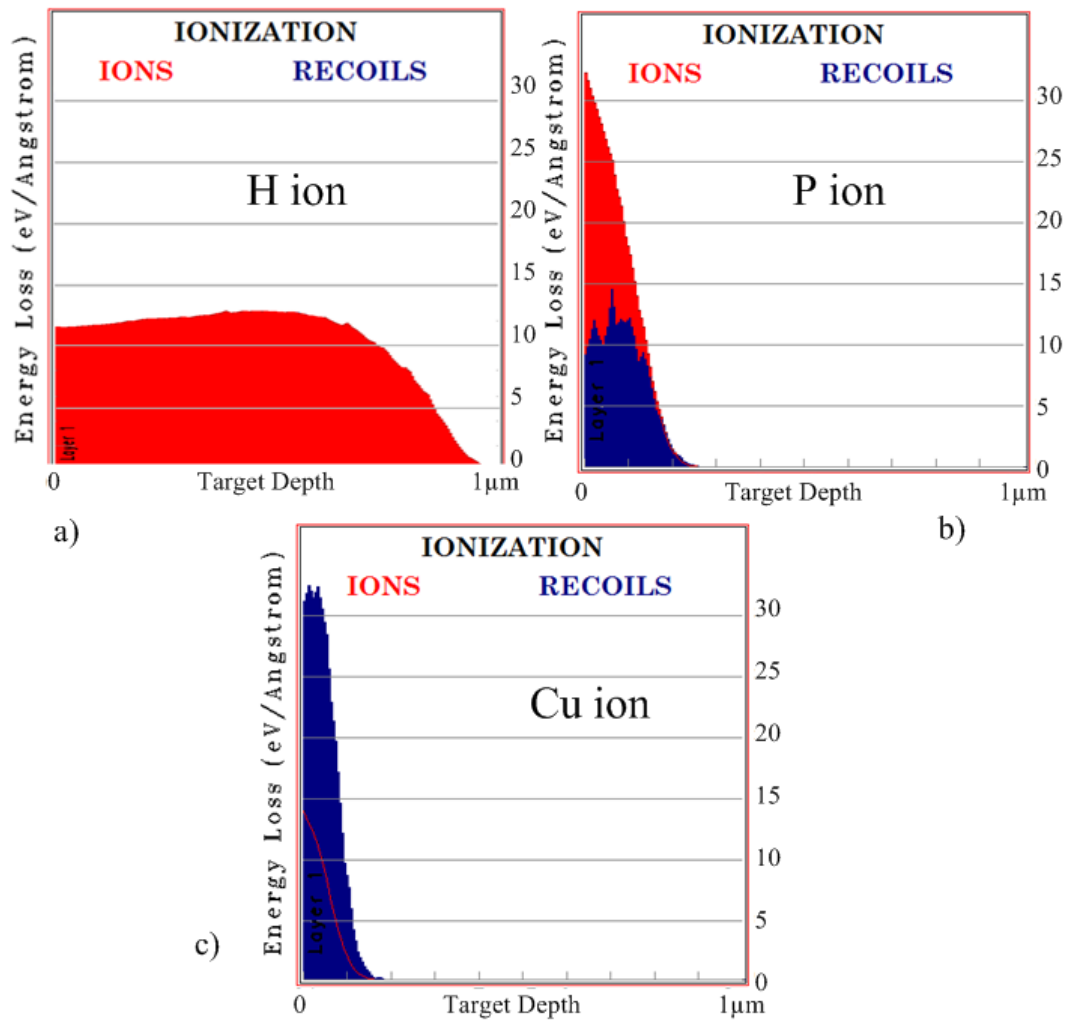 IONIZATION
IONS RECOILS
Energy Loss (eV/Angstrom)
H ion
30
25
20
15
10
5
0
Layer 1
0 Target Depth 1μm
a)
IONIZATION
IONS RECOILS
Energy Loss (eV/Angstrom)
P ion
30
25
20
15
10
5
0
Layer 1
0 Target Depth 1μm
b)
IONIZATION
IONS RECOILS
Energy Loss (eV/Angstrom)
Cu ion
30
25
20
15
10
5
0
Layer 1
0 Target Depth 1μm
c)